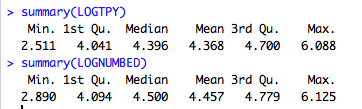 > summary(LOGTPY)
Min. 1st Qu. Median Mean 3rd Qu. Max.
2.511 4.041 4.396 4.368 4.700 6.088
> summary(LOGNUMBED)
Min. 1st Qu. Median Mean 3rd Qu. Max.
2.890 4.094 4.500 4.457 4.779 6.125